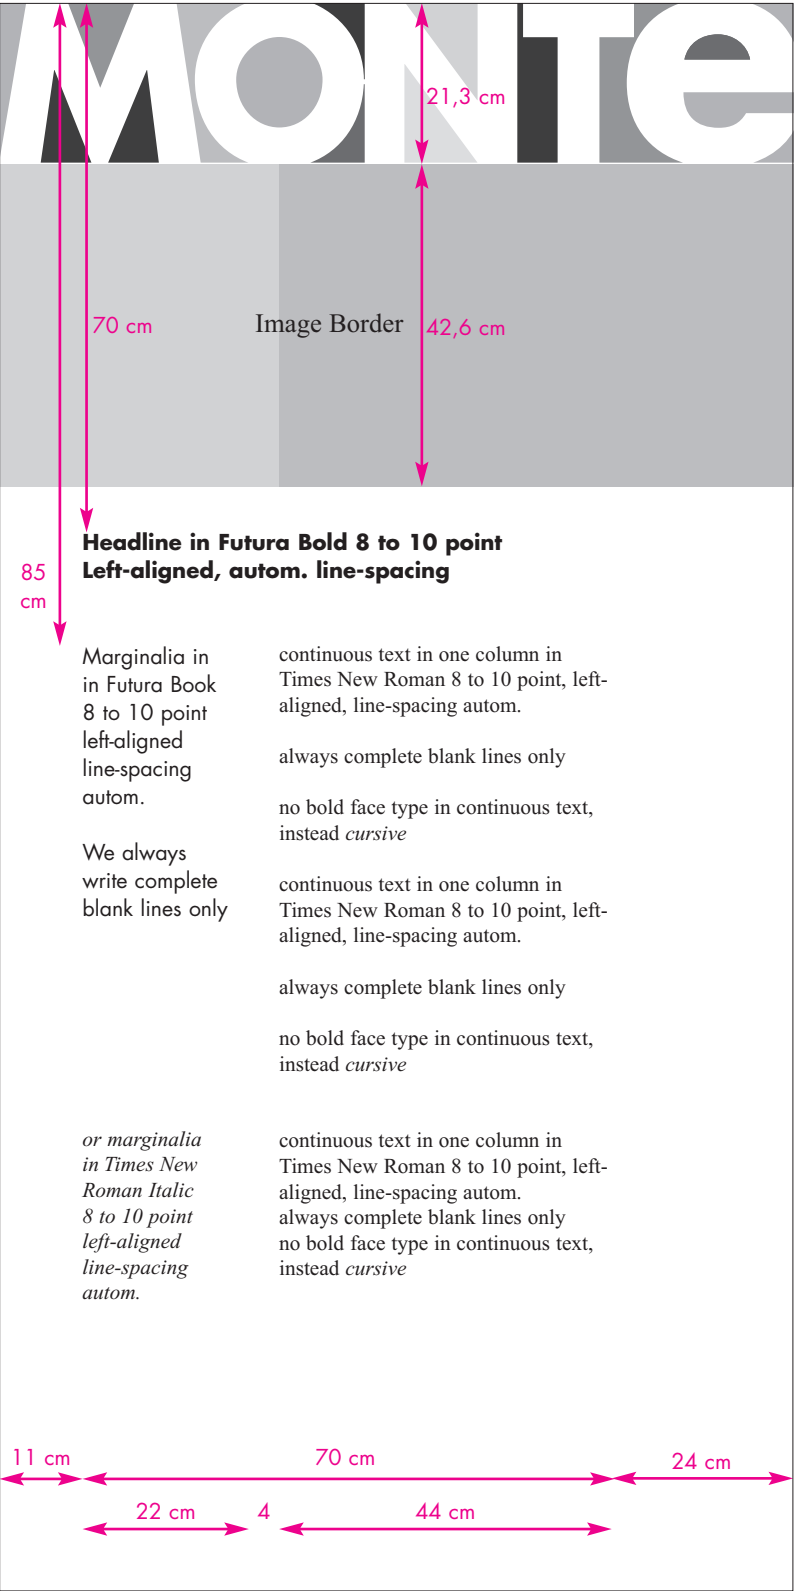 MONTe
21,3 cm
70 cm
Image Border
42,6 cm
Headline in Futura Bold 8 to 10 point
Left-aligned, autom. line-spacing
85
cm
Marginalia in
in Futura Book
8 to 10 point
left-aligned
line-spacing
autom.
We always
write complete
blank lines only
continuous text in one column in
Times New Roman 8 to 10 point, left-
aligned, line-spacing autom.
always complete blank lines only
no bold face type in continuous text,
instead cursive
continuous text in one column in
Times New Roman 8 to 10 point, left-
aligned, line-spacing autom.
always complete blank lines only
no bold face type in continuous text,
instead cursive
or marginalia
in Times New
Roman Italic
8 to 10 point
left-aligned
line-spacing
autom.
continuous text in one column in
Times New Roman 8 to 10 point, left-
aligned, line-spacing autom.
always complete blank lines only
no bold face type in continuous text,
instead cursive
11 cm
70 cm
24 cm
22 cm
4
44 cm